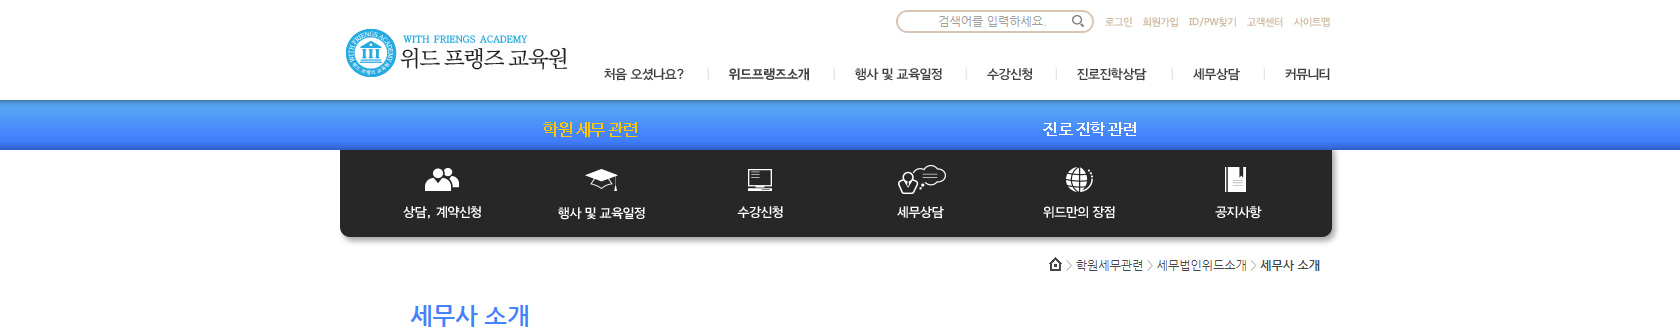 검색어를 입력하세요.
로그인 회원가입 ID/PW찾기 고객센터 사이트맵
WITH FRIENGS ACADEMY
위드 프랭즈 교육원
처음 오셨나요? 위드프랭즈소개 행사 및 교육일정 수강신청 진로진학상담 세무상담 커뮤니티
학원 세무 관련 진로 진학 관련
상담, 계약신청 행사 및 교육일정 수강신청 세무상담 위드만의 장점 공지사항
> 학원세무관련 > 세무법인위드소개 > 세무사 소개
세무사 소개